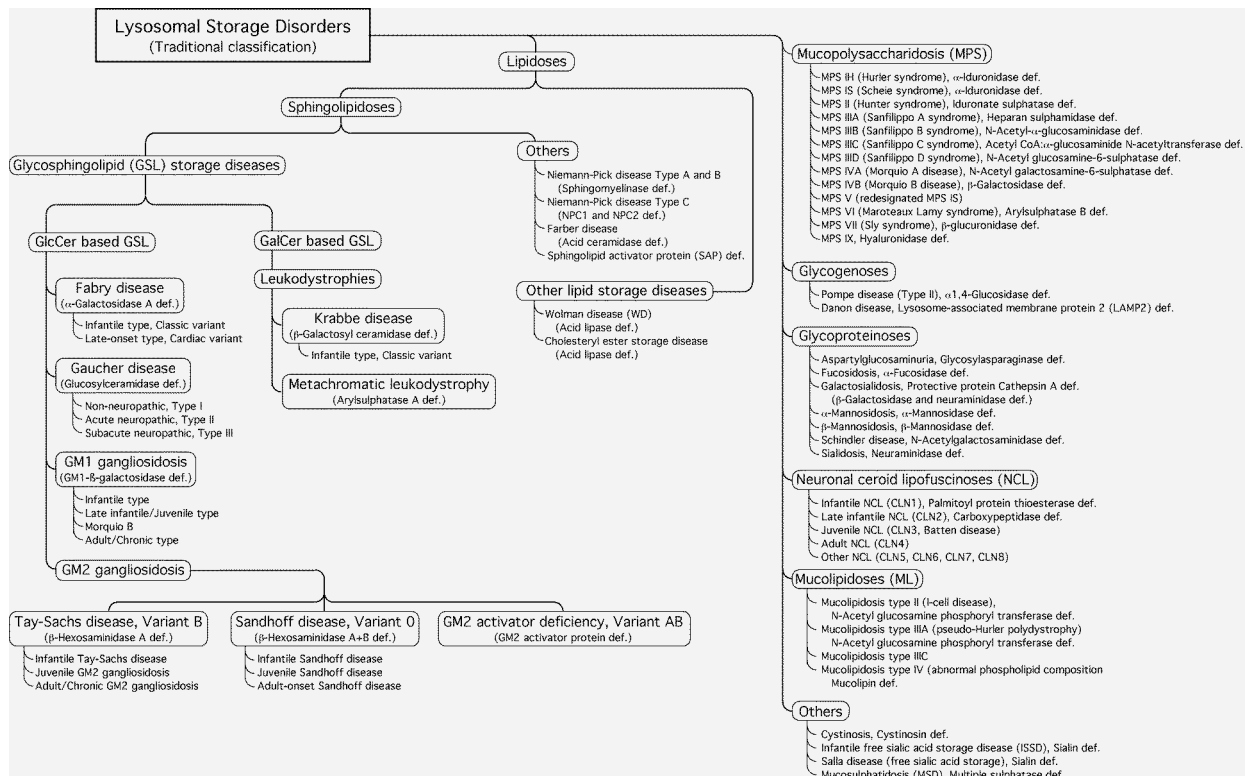 Lysosomal Storage Disorders
(Traditional classification)
Lipidoses
Sphingolipidoses
Glycosphingolipid (GSL) storage diseases
GlcCer based GSL
Fabry disease
(α-Galactosidase A def.)
Infantile type, Classic variant
Late-onset type, Cardiac variant
Gaucher disease
(Glucosylceramidase def.)
Non-neuropathic, Type I
Acute neuropathic, Type II
Subacute neuropathic, Type III
GM1 gangliosidosis
(GM1-ß-galactosidase def.)
Infantile type
Late infantile/Juvenile type
Morquio B
Adult/Chronic type
GM2 gangliosidosis
Tay-Sachs disease, Variant B
(β-Hexosaminidase A def.)
Infantile Tay-Sachs disease
Juvenile GM2 gangliosidosis
Adult/Chronic GM2 gangliosidosis
Sandhoff disease, Variant 0
(β-Hexosaminidase A+B def.)
Infantile Sandhoff disease
Juvenile Sandhoff disease
Adult-onset Sandhoff disease
GM2 activator deficiency, Variant AB
(GM2 activator protein def.)
GalCer based GSL
Leukodystrophies
Krabbe disease
(β-Galactosyl ceramidase def.)
Infantile type, Classic variant
Metachromatic leukodystrophy
(Arylsulphatase A def.)
Others
Niemann-Pick disease Type A and B
(Sphingomyelinase def.)
Niemann-Pick disease Type C
(NPC1 and NPC2 def.)
Farber disease
(Acid ceramidase def.)
Sphingolipid activator protein (SAP) def.
Other lipid storage diseases
Wolman disease (WD)
(Acid lipase def.)
Cholesteryl ester storage disease
(Acid lipase def.)
Mucopolysaccharidosis (MPS)
MPS IH (Hurler syndrome), α-Iduronidase def.
MPS IS (Scheie syndrome), α-Iduronidase def.
MPS II (Hunter syndrome), Iduronate sulphatase def.
MPS IIIA (Sanfilippo A syndrome), Heparan sulphamidase def.
MPS IIIB (Sanfilippo B syndrome), N-Acetyl-α-glucosaminidase def.
MPS IIIC (Sanfilippo C syndrome), Acetyl CoA:α-glucosaminide N-acetyltransferase def.
MPS IIID (Sanfilippo D syndrome), N-Acetyl glucosamine-6-sulphatase def.
MPS IVA (Morquio A disease), N-Acetyl galactosamine-6-sulphatase def.
MPS IVB (Morquio B disease), β-Galactosidase def.
MPS V (redesignated MPS IS)
MPS VI (Maroteaux Lamy syndrome), Arylsulphatase B def.
MPS VII (Sly syndrome), β-glucuronidase def.
MPS IX, Hyaluronidase def.
Glycogenoses
Pompe disease (Type II), α1,4-Glucosidase def.
Danon disease, Lysosome-associated membrane protein 2 (LAMP2) def.
Glycoproteinoses
Aspartylglucosaminuria, Glycosylasparaginase def.
Fucosidosis, α-Fucosidase def.
Galactosialidosis, Protective protein Cathepsin A def.
(β-Galactosidase and neuraminidase def.)
α-Mannosidosis, α-Mannosidase def.
β-Mannosidosis, β-Mannosidase def.
Schindler disease, N-Acetylgalactosaminidase def.
Sialidosis, Neuraminidase def.
Neuronal ceroid lipofuscinoses (NCL)
Infantile NCL (CLN1), Palmitoyl protein thioesterase def.
Late infantile NCL (CLN2), Carboxypeptidase def.
Juvenile NCL (CLN3, Batten disease)
Adult NCL (CLN4)
Other NCL (CLN5, CLN6, CLN7, CLN8)
Mucolipidoses (ML)
Mucolipidosis type II (I-cell disease),
N-Acetyl glucosamine phosphoryl transferase def.
Mucolipidosis type IIIA (pseudo-Hurler polydystrophy)
N-Acetyl glucosamine phosphoryl transferase def.
Mucolipidosis type IIIC
Mucolipidosis type IV (abnormal phospholipid composition
Mucolipin def.
Others
Cystinosis, Cystinosin def.
Infantile free sialic acid storage disease (ISSD), Sialin def.
Salla disease (free sialic acid storage), Sialin def.
Mucosulphatidosis (MSD), Multiple sulphatase def.